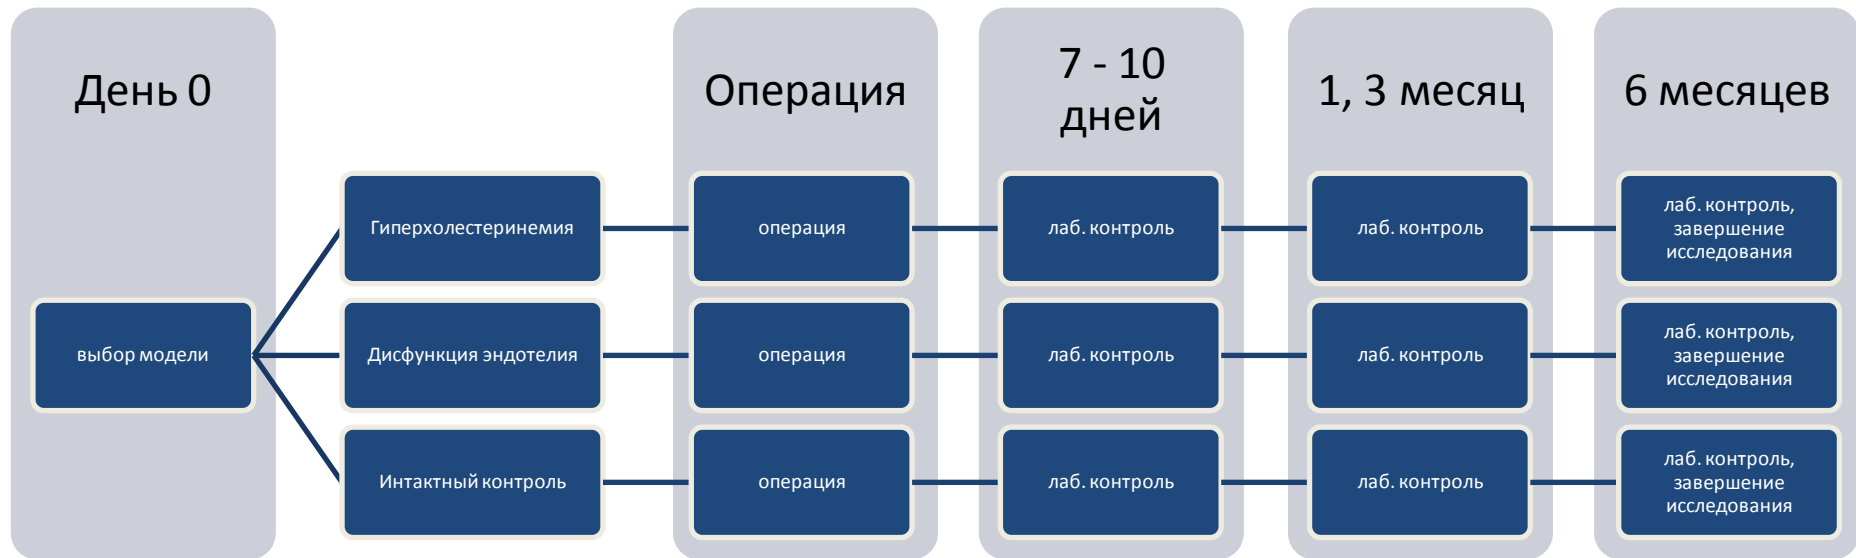 День 0
Операция
7 - 10
дней
1, 3 месяц
6 месяцев
выбор модели
Гиперхолестеринемия
операция
лаб. контроль
лаб. контроль
лаб. контроль,
завершение
исследования
Дисфункция эндотелия
операция
лаб. контроль
лаб. контроль
лаб. контроль,
завершение
исследования
Интактный контроль
операция
лаб. контроль
лаб. контроль
лаб. контроль,
завершение
исследования